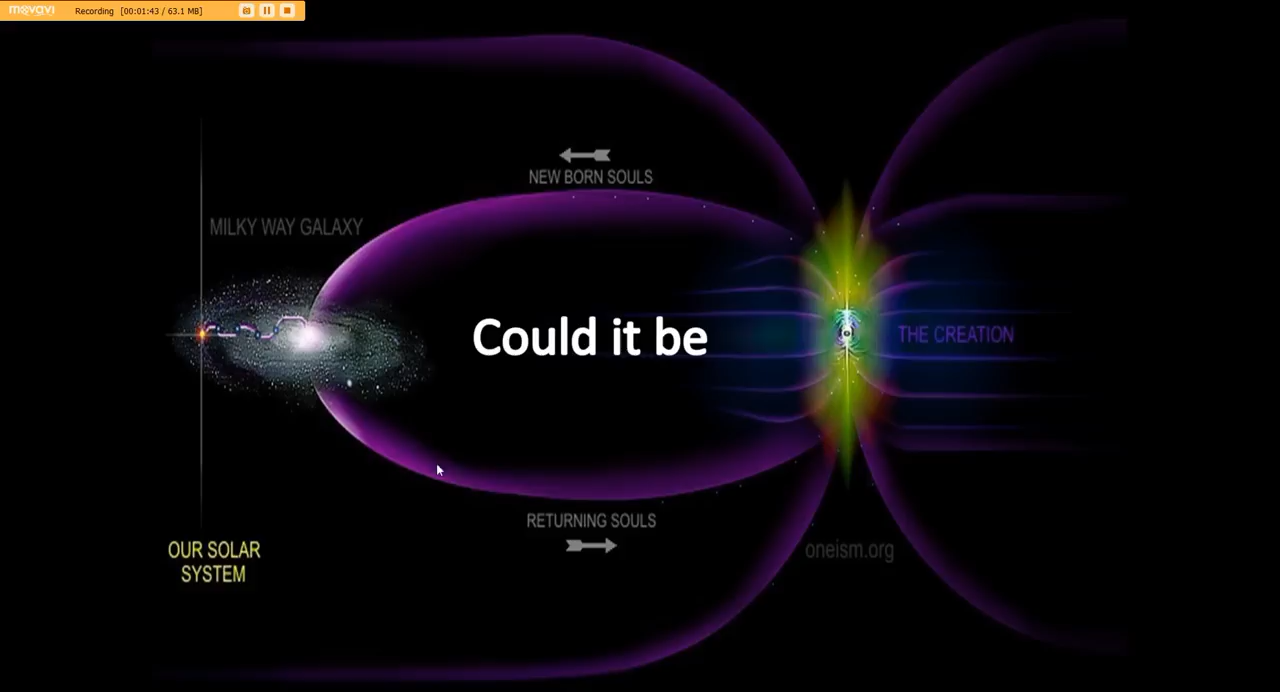 movavi Recording [00:01:43 / 63.1 MB]
NEW BORN SOULS
MILKY WAY GALAXY
Could it be
THE CREATION
RETURNING SOULS
OUR SOLAR
SYSTEM
oneism.org